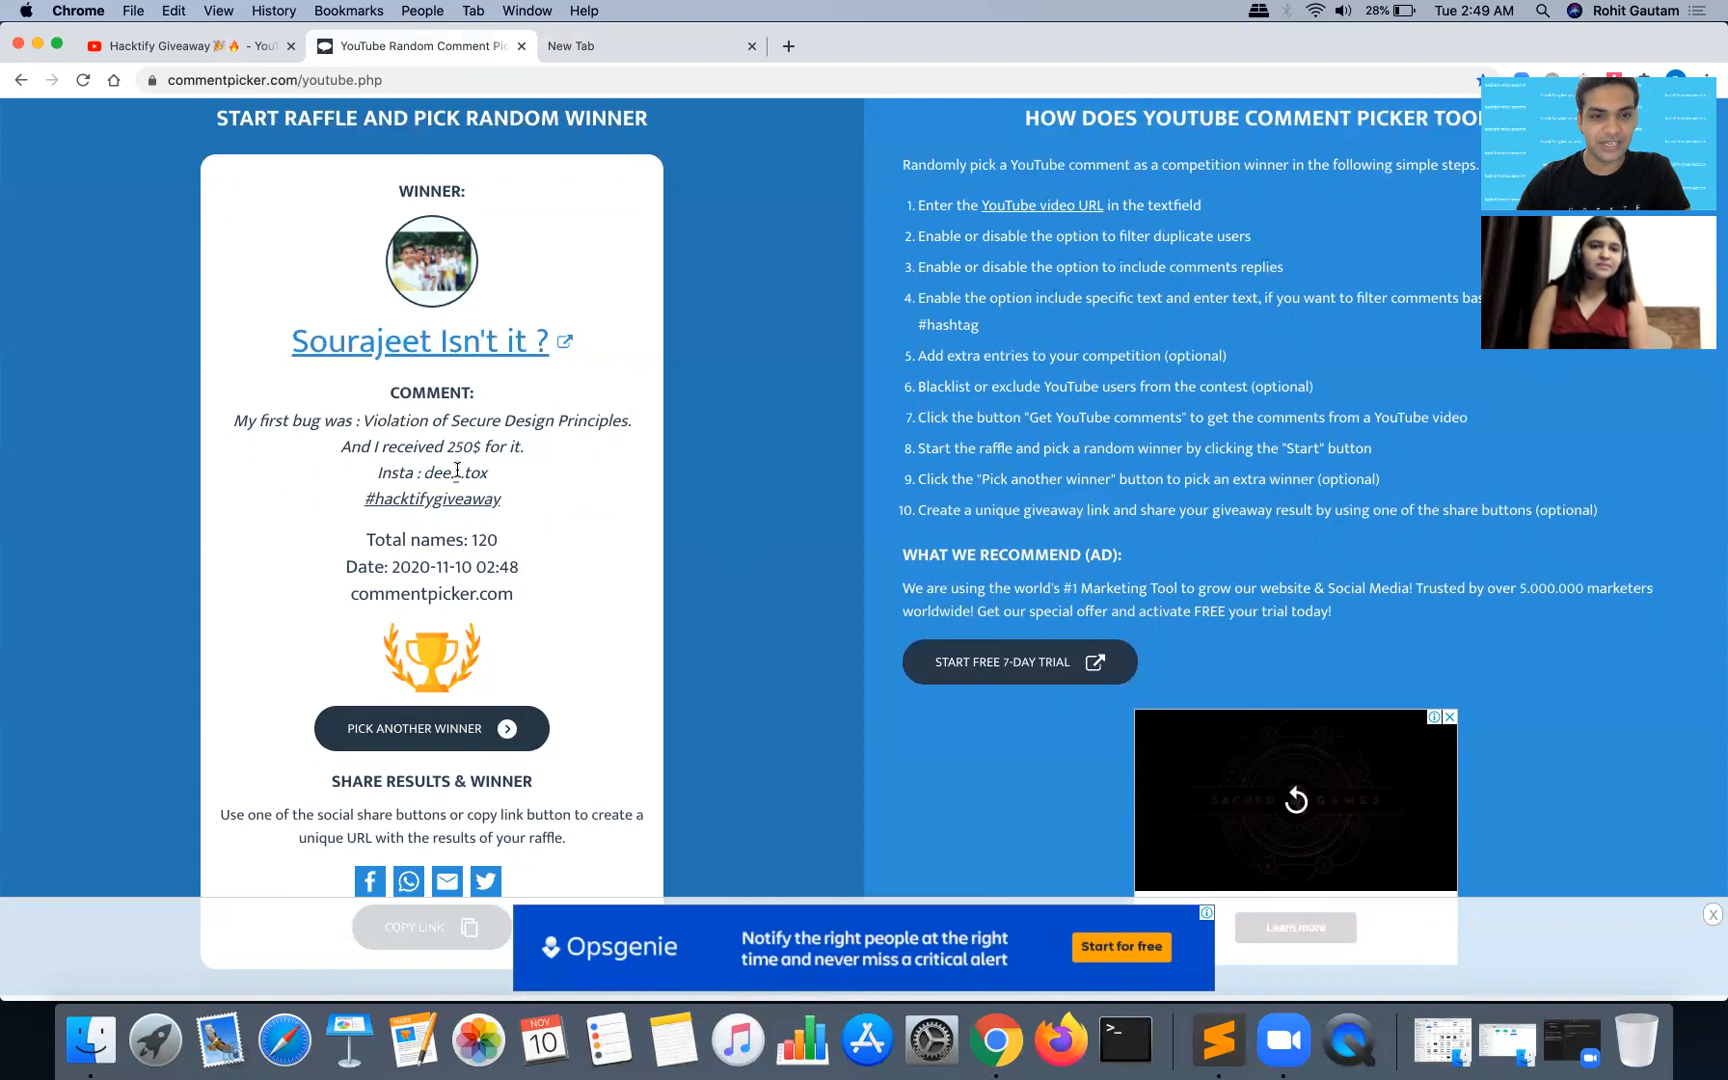 Chrome File Edit View History Bookmarks People Tab Window Help
28% Tue 2:49 AM Rohit Gautam
Hacktify Giveaway🎉🔥 - You
YouTube Random Comment Pic
New Tab
commentpicker.com/youtube.php
START RAFFLE AND PICK RANDOM WINNER
WINNER:
Sourajeet Isn't it ?
COMMENT:
My first bug was : Violation of Secure Design Principles.
And I received 250$ for it.
Insta :
#hacktifygiveaway
Total names: 120
Date: 2020-11-10 02:48
commentpicker.com
PICK ANOTHER WINNER
SHARE RESULTS & WINNER
Use one of the social share buttons or copy link button to create a
unique URL with the results of your raffle.
COPY LINK
HOW DOES YOUTUBE COMMENT PICKER TOO
Randomly pick a YouTube comment as a competition winner in the following simple steps.
1. Enter the YouTube video URL in the textfield
2. Enable or disable the option to filter duplicate users
3. Enable or disable the option to include comments replies
4. Enable the option include specific text and enter text, if you want to filter comments bas
#hashtag
5. Add extra entries to your competition (optional)
6. Blacklist or exclude YouTube users from the contest (optional)
7. Click the button "Get YouTube comments" to get the comments from a YouTube video
8. Start the raffle and pick a random winner by clicking the "Start" button
9. Click the "Pick another winner" button to pick an extra winner (optional)
10. Create a unique giveaway link and share your giveaway result by using one of the share buttons (optional)
WHAT WE RECOMMEND (AD):
We are using the world's #1 Marketing Tool to grow our website & Social Media! Trusted by over 5.000.000 marketers
worldwide! Get our special offer and activate FREE your trial today!
START FREE 7-DAY TRIAL
SACRED GAMES
Learn more
Opsgenie
Notify the right people at the right
time and never miss a critical alert
Start for free
NOV
10